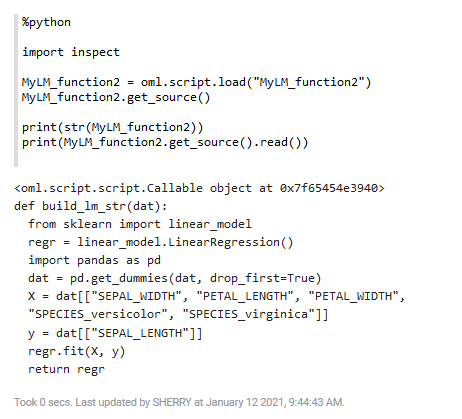 %python
import inspect
MyLM_function2 = oml.script.load("MyLM_function2")
MyLM_function2.get_source()
print(str(MyLM_function2))
print(MyLM_function2.get_source().read())
<oml.script.script.Callable object at 0x7f65454e3940>
def build_lm_str(dat):
  from sklearn import linear_model
  regr = linear_model.LinearRegression()
  import pandas as pd
  dat = pd.get_dummies(dat, drop_first=True)
  X = dat[["SEPAL_WIDTH", "PETAL_LENGTH", "PETAL_WIDTH",
  "SPECIES_versicolor", "SPECIES_virginica"]]
  y = dat[["SEPAL_LENGTH"]]
  regr.fit(X, y)
  return regr
Took 0 secs. Last updated by SHERRY at January 12 2021, 9:44:43 AM.